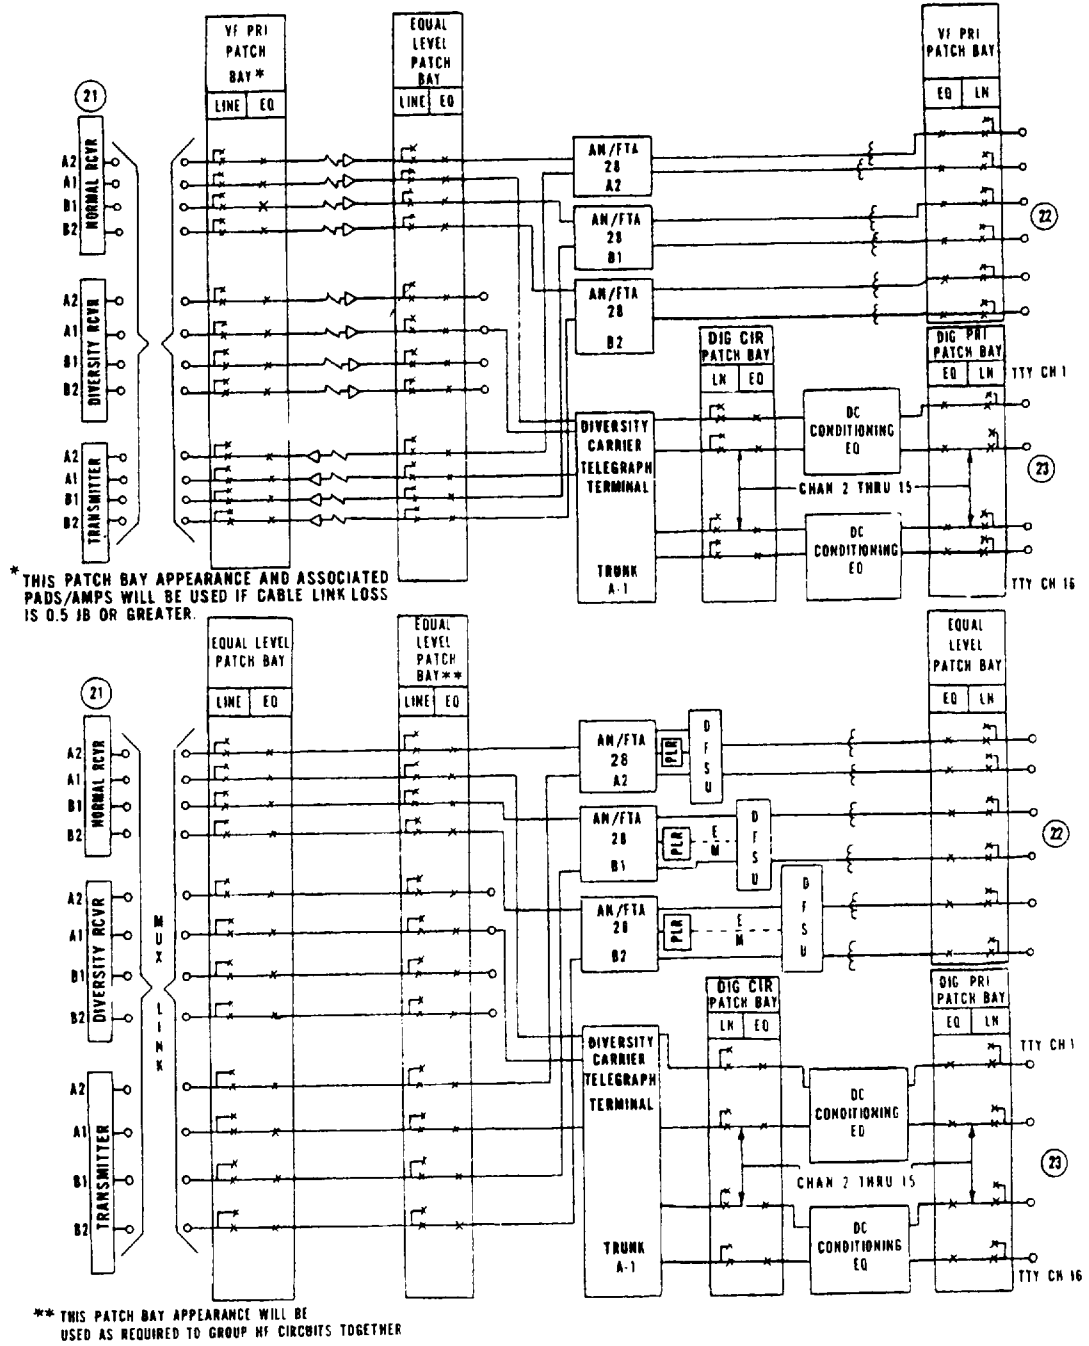 VF PRI
PATCH
BAY*
LINE EQ
EQUAL
LEVEL
PATCH
BAY
LINE EQ
VF PRI
PATCH BAY
EQ LN
21
NORMAL RCVR
A2
A1
B1
B2
DIVERSITY RCVR
A2
A1
B1
B2
TRANSMITTER
A2
A1
B1
B2
AN/FTA
28
A2
AN/FTA
28
B1
AN/FTA
28
B2
22
DIG CIR
PATCH BAY
LN EQ
DIG PRI
PATCH BAY
EQ LN
TTY CH 1
DIVERSITY
CARRIER
TELEGRAPH
TERMINAL
TRUNK
A-1
DC
CONDITIONING
EQ
CHAN 2 THRU 15
DC
CONDITIONING
EQ
23
TTY CH 16
*THIS PATCH BAY APPEARANCE AND ASSOCIATED
PADS/AMPS WILL BE USED IF CABLE LINK LOSS
IS 0.5 dB OR GREATER.
EQUAL LEVEL
PATCH BAY
LINE EQ
EQUAL
LEVEL
PATCH
BAY**
LINE EQ
EQUAL
LEVEL
PATCH BAY
EQ LN
21
NORMAL RCVR
A2
A1
B1
B2
DIVERSITY RCVR
A2
A1
B1
B2
TRANSMITTER
A2
A1
B1
B2
MUX LINK
AN/FTA
28
A2
PLR
DFSU
AN/FTA
28
B1
PLR
E
M
DFSU
AN/FTA
28
B2
PLR
E
M
DFSU
22
DIG CIR
PATCH BAY
LN EQ
DIG PRI
PATCH BAY
EQ LN
TTY CH 1
DIVERSITY
CARRIER
TELEGRAPH
TERMINAL
TRUNK
A-1
DC
CONDITIONING
EQ
CHAN 2 THRU 15
DC
CONDITIONING
EQ
23
TTY CH 16
** THIS PATCH BAY APPEARANCE WILL BE
USED AS REQUIRED TO GROUP HF CIRCUITS TOGETHER